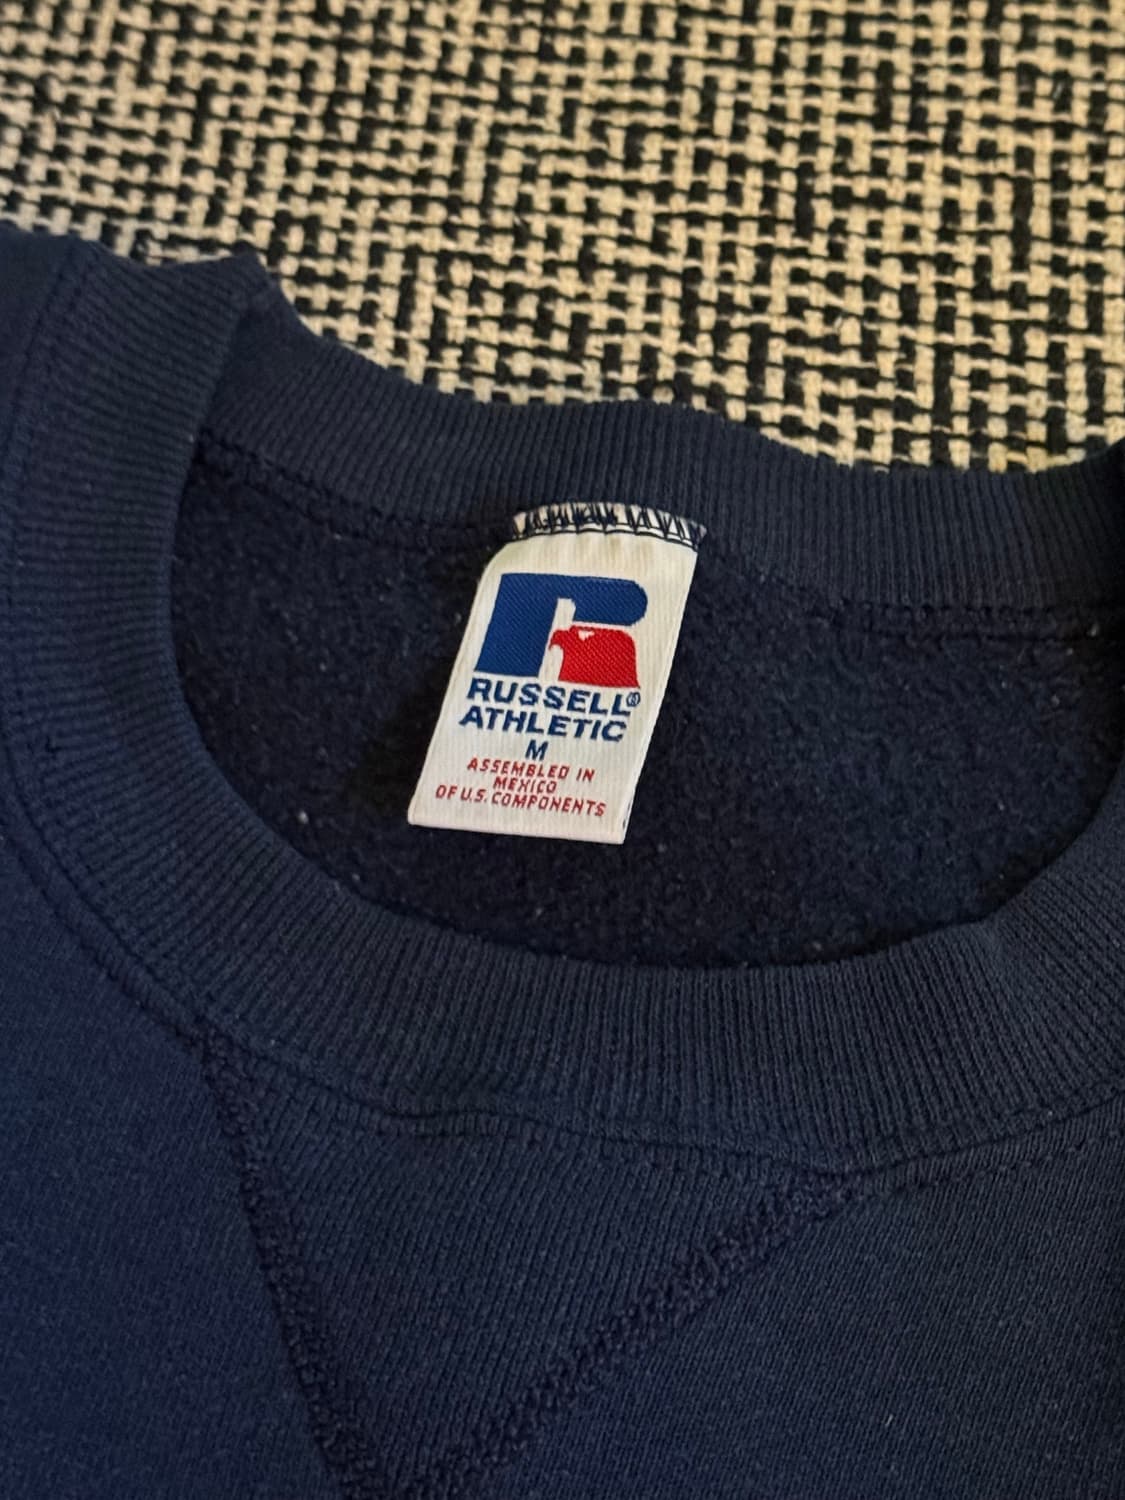 RUSSELL®
ATHLETIC
M
ASSEMBLED IN
MEXICO
OF U.S. COMPONENTS